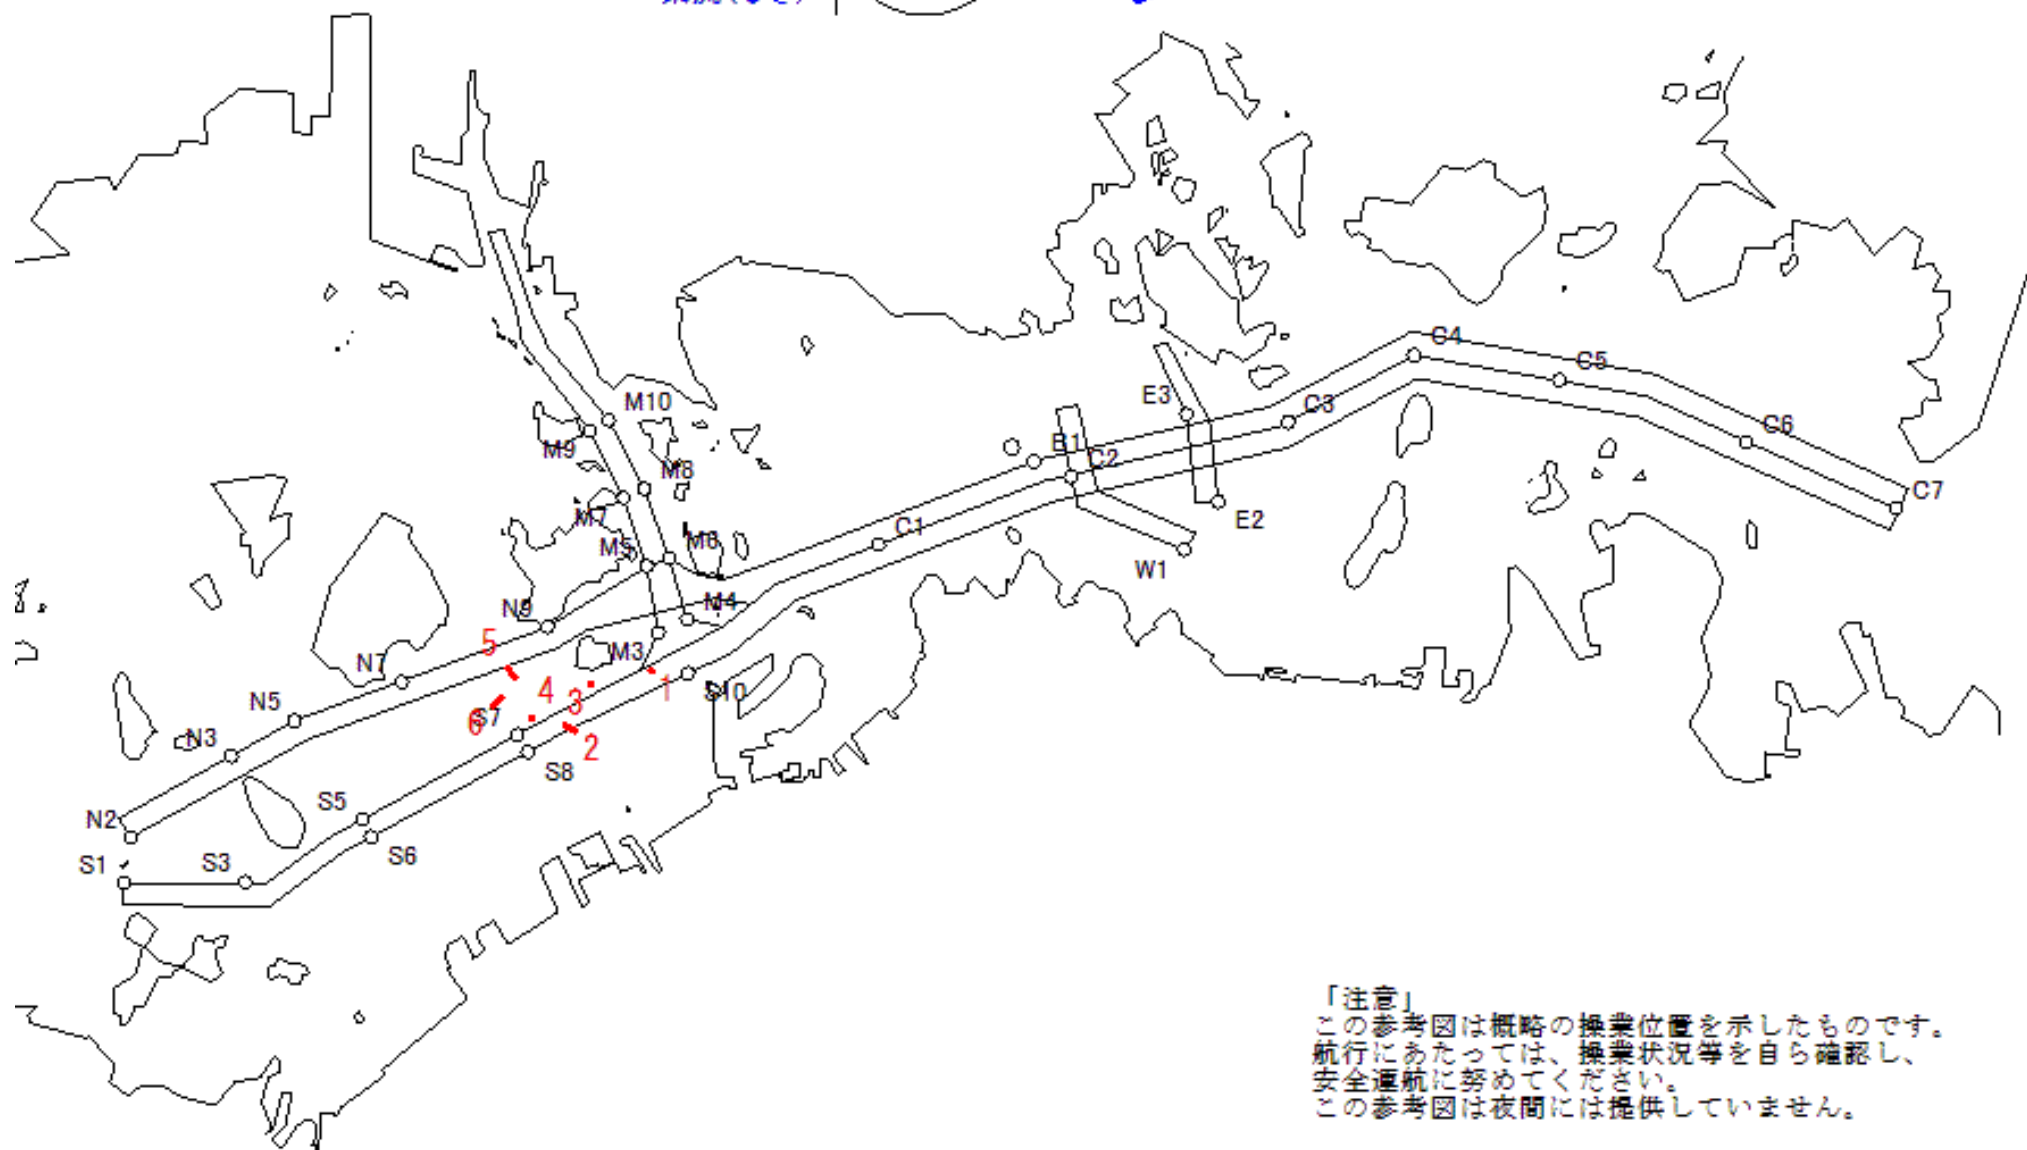 C4
C5
E3
M10
C3
C6
B1
M9
C2
M8
C7
M7
E2
C1
M5
M6
W1
N9
M4
5
M3
N7
4
3
1
S10
N5
6
S7
N3
2
S8
S5
N2
S6
S1
S3
「注意」
この参考図は概略の操業位置を示したものです。
航行にあたっては、操業状況等を自ら確認し、
安全運航に努めてください。
この参考図は夜間には提供していません。